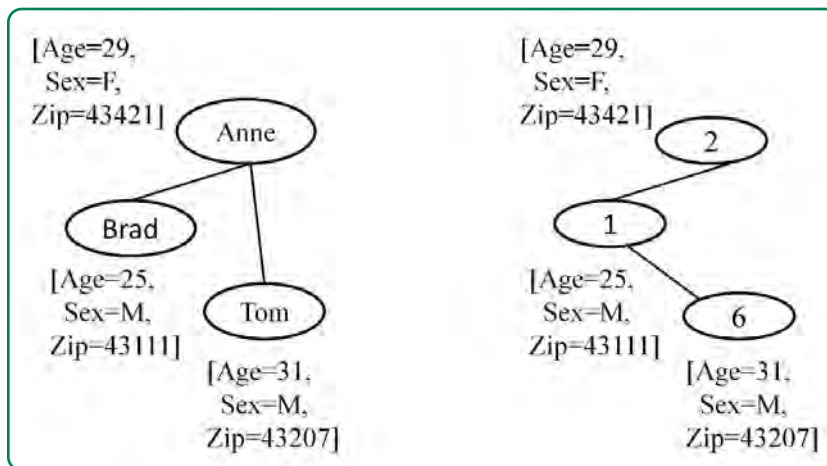 [Age=29,
Sex=F,
Zip=43421]
Anne
Brad
[Age=25,
Sex=M,
Zip=43111]
Tom
[Age=31,
Sex=M,
Zip=43207]
[Age=29,
Sex=F,
Zip=43421]
2
1
[Age=25,
Sex=M,
Zip=43111]
6
[Age=31,
Sex=M,
Zip=43207]